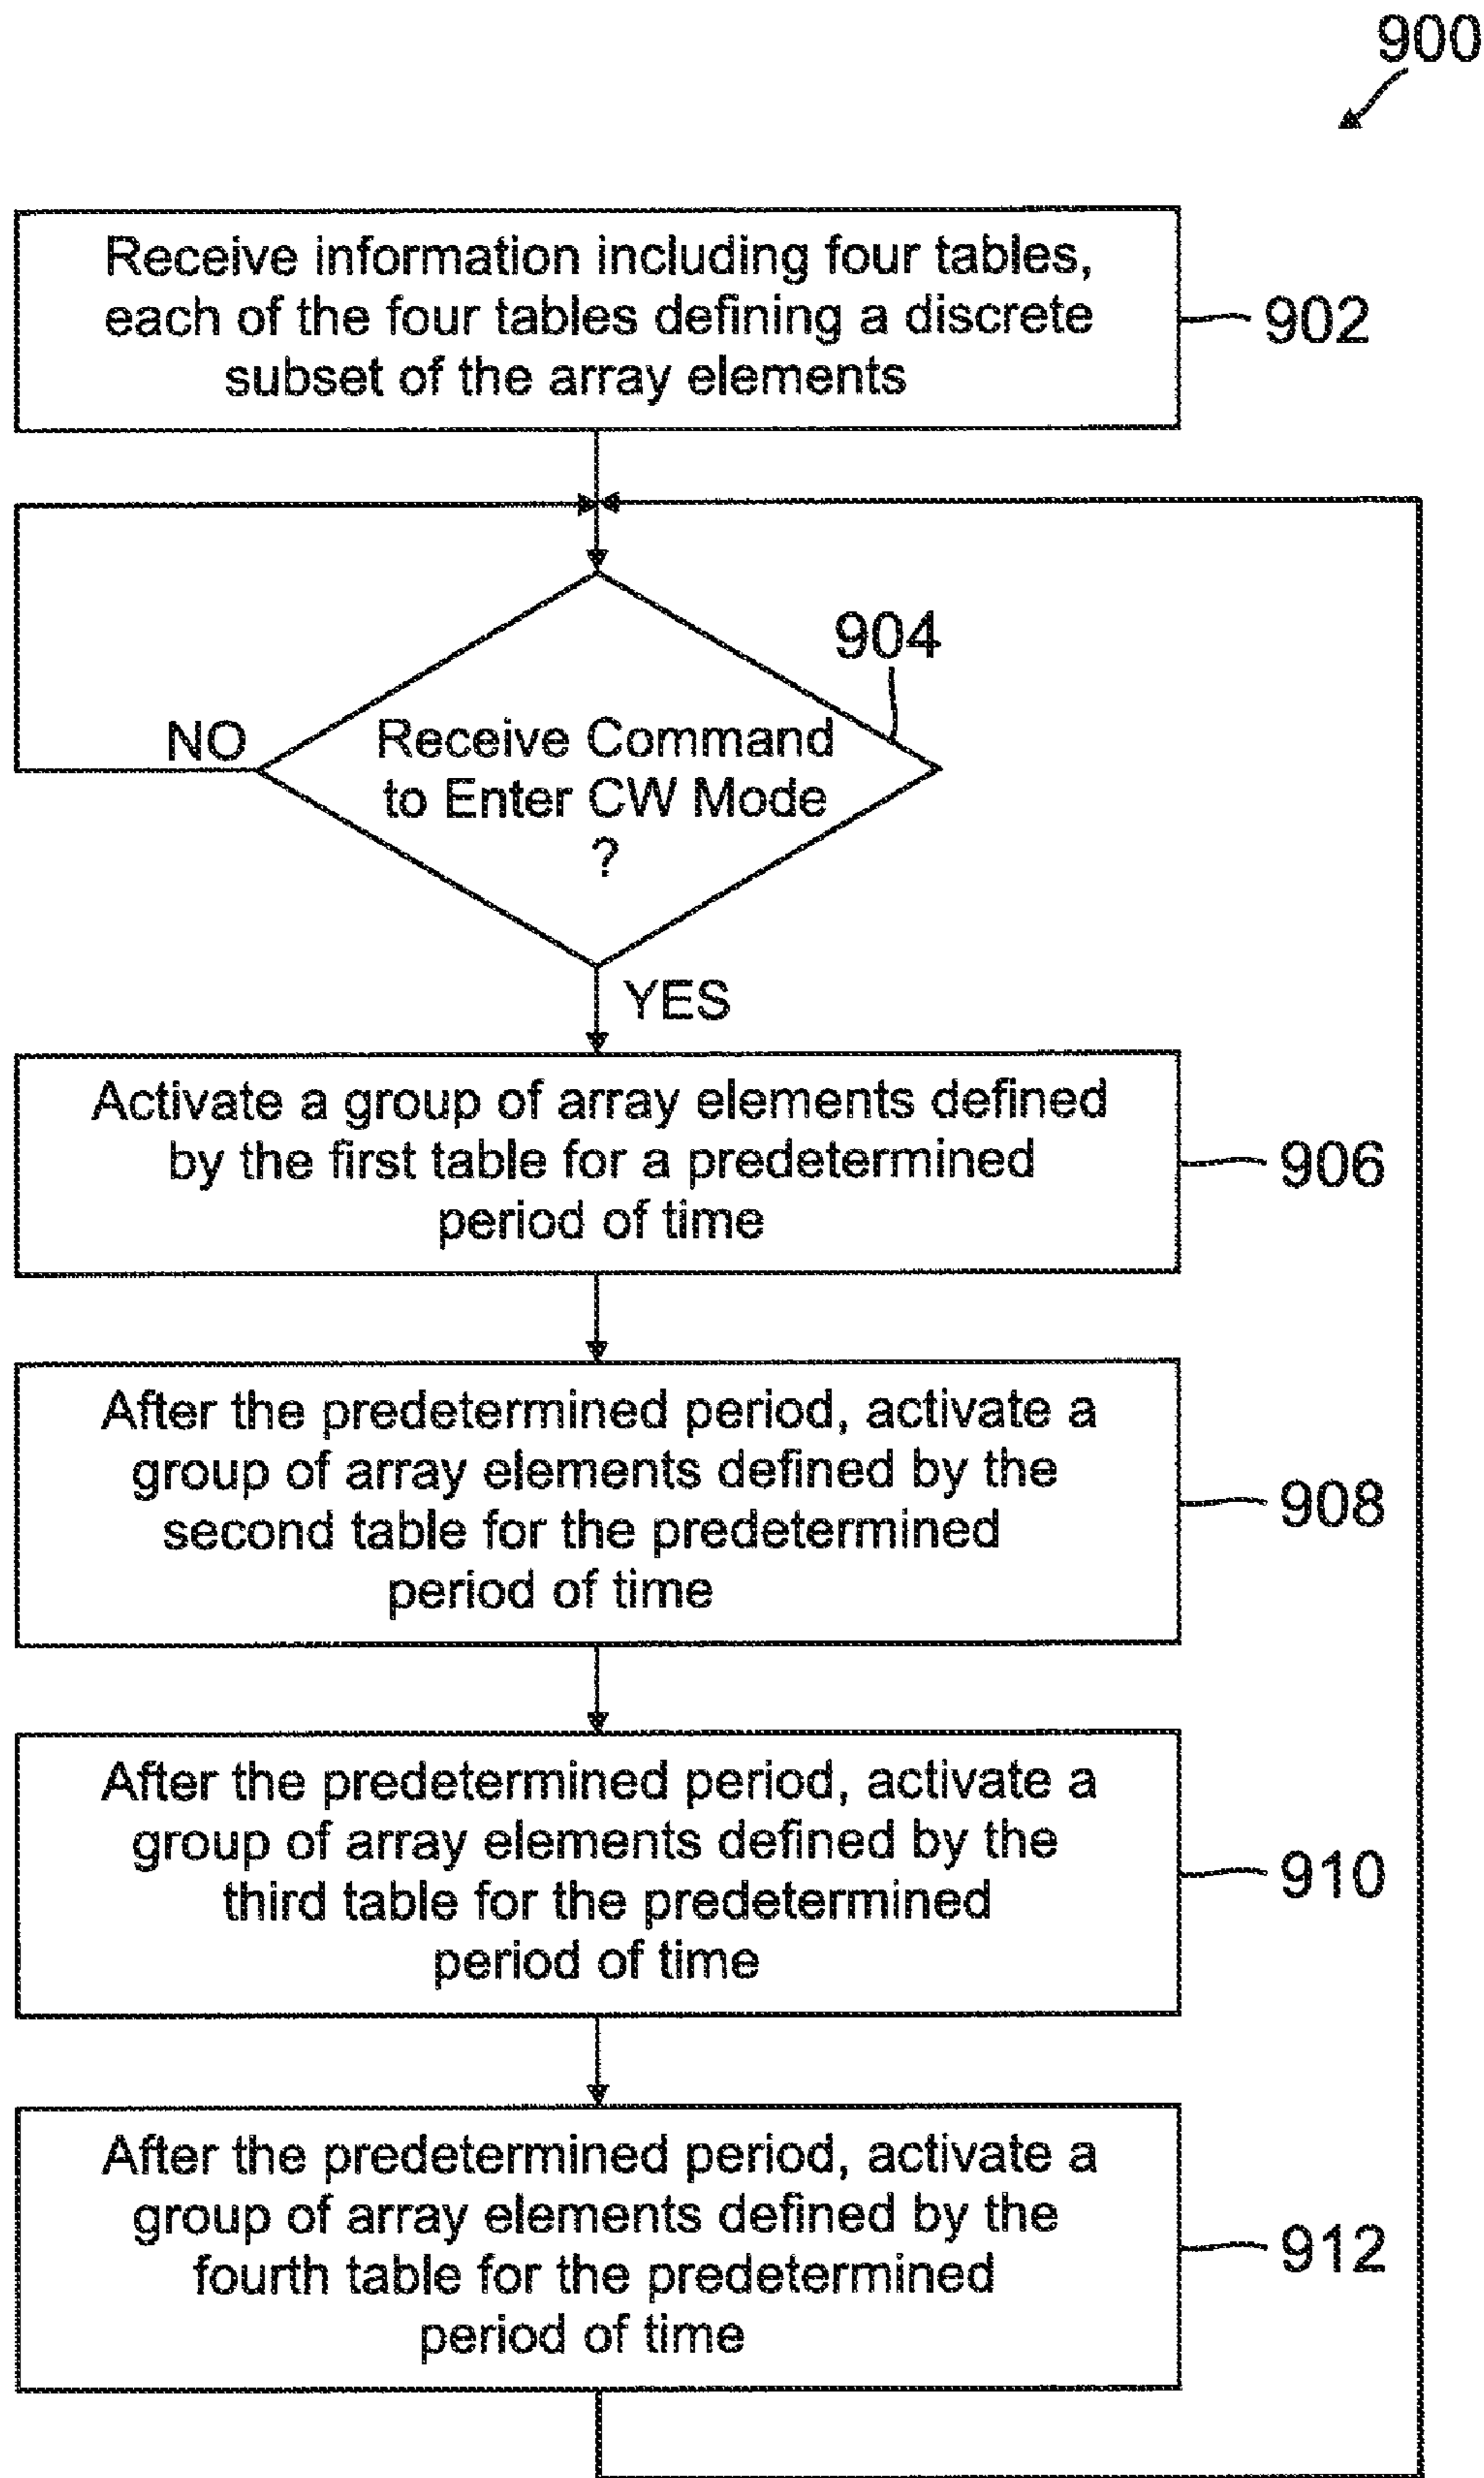 900
Receive information including four tables,
each of the four tables defining a discrete
subset of the array elements
902
904
NO
Receive Command
to Enter CW Mode
?
YES
Activate a group of array elements defined
by the first table for a predetermined
period of time
906
After the predetermined period, activate a
group of array elements defined by the
second table for the predetermined
period of time
908
After the predetermined period, activate a
group of array elements defined by the
third table for the predetermined
period of time
910
After the predetermined period, activate a
group of array elements defined by the
fourth table for the predetermined
period of time
912